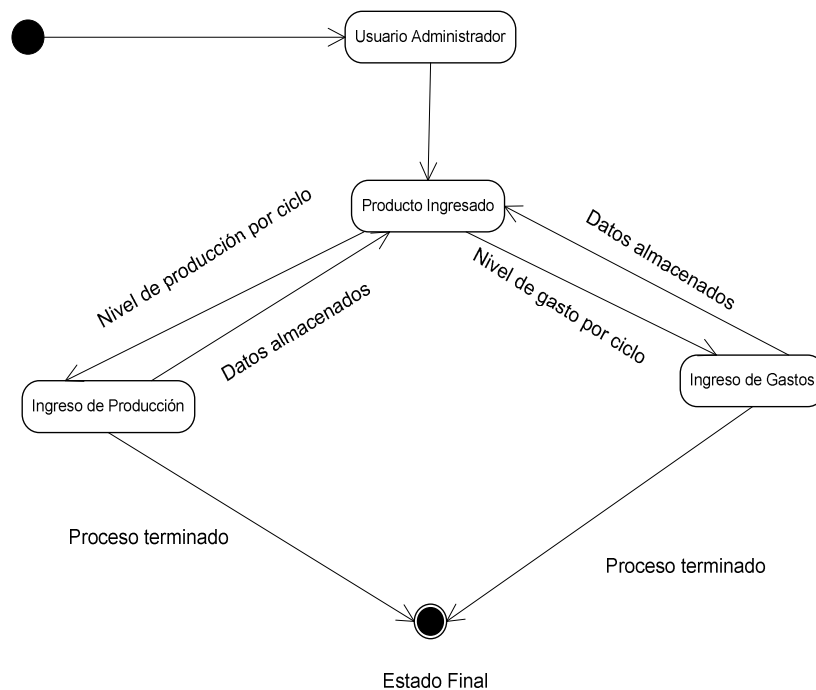 Usuario Administrador
Producto Ingresado
Nivel de producción por ciclo
Datos almacenados
Nivel de gasto por ciclo
Datos almacenados
Ingreso de Producción
Ingreso de Gastos
Proceso terminado
Proceso terminado
Estado Final